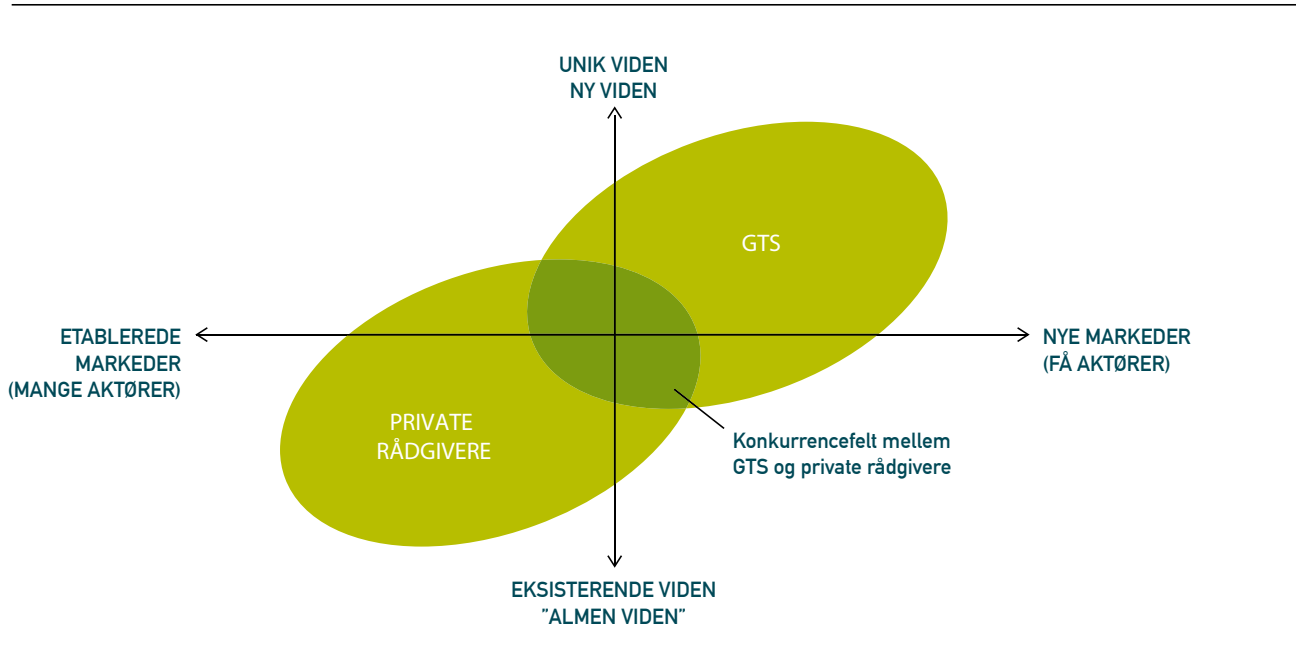 UNIK VIDEN
NY VIDEN
GTS
ETABLEREDE
MARKEDER
(MANGE AKTØRER)
NYE MARKEDER
(FÅ AKTØRER)
PRIVATE
RÅDGIVERE
Konkurrencefelt mellem
GTS og private rådgivere
EKSISTERENDE VIDEN
”ALMEN VIDEN”